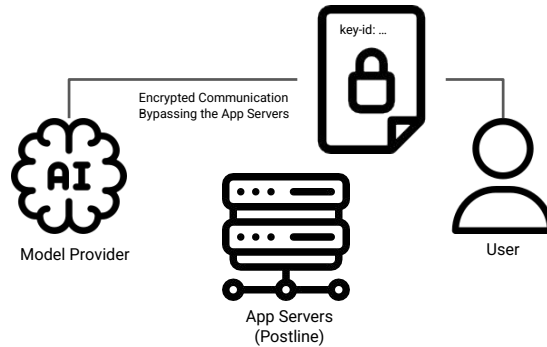 key-id: ...
Encrypted Communication
Bypassing the App Servers
AI
Model Provider
User
App Servers
(Postline)